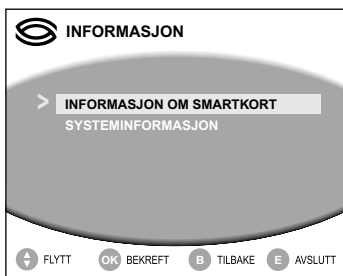 INFORMASJON
> INFORMASJON OM SMARTKORT
SYSTEMINFORMASJON
FLYTT OK BEKREFT B TILBAKE E AVSLUTT